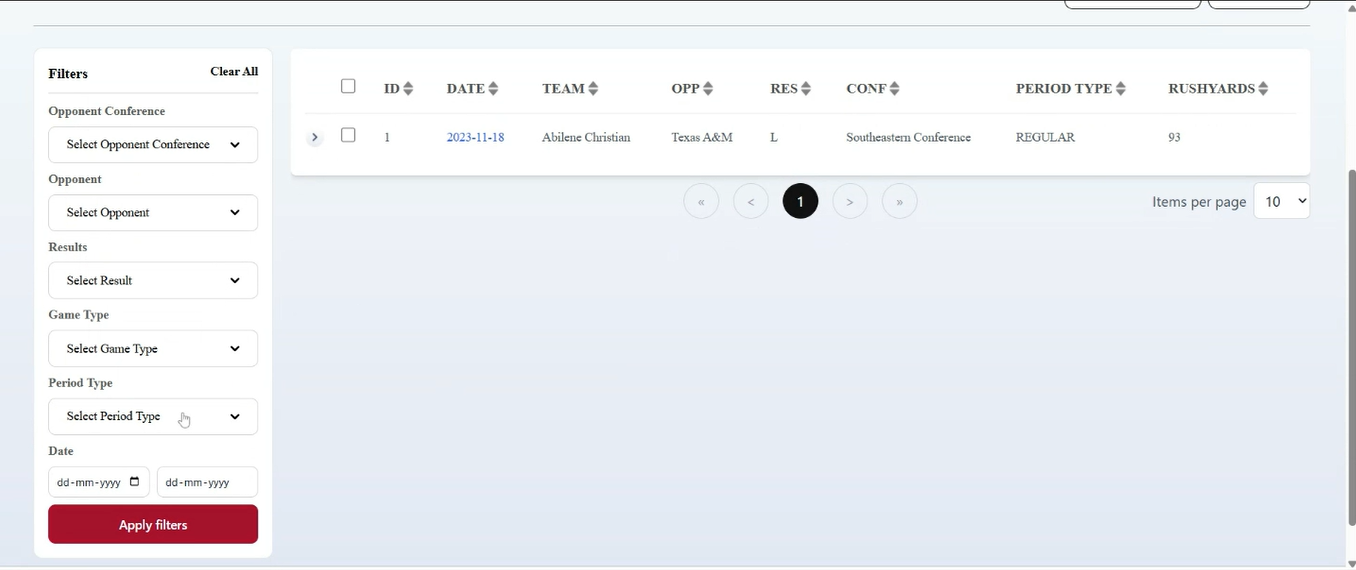 Filters
Clear All
Opponent Conference
Select Opponent Conference
Opponent
Select Opponent
Results
Select Result
Game Type
Select Game Type
Period Type
Select Period Type
Date
dd-mm-yyyy dd-mm-yyyy
Apply filters
ID DATE TEAM OPP RES CONF PERIOD TYPE RUSHYARDS
> 1 2023-11-18 Abilene Christian Texas A&M L Southeastern Conference REGULAR 93
« < 1 > »
Items per page 10